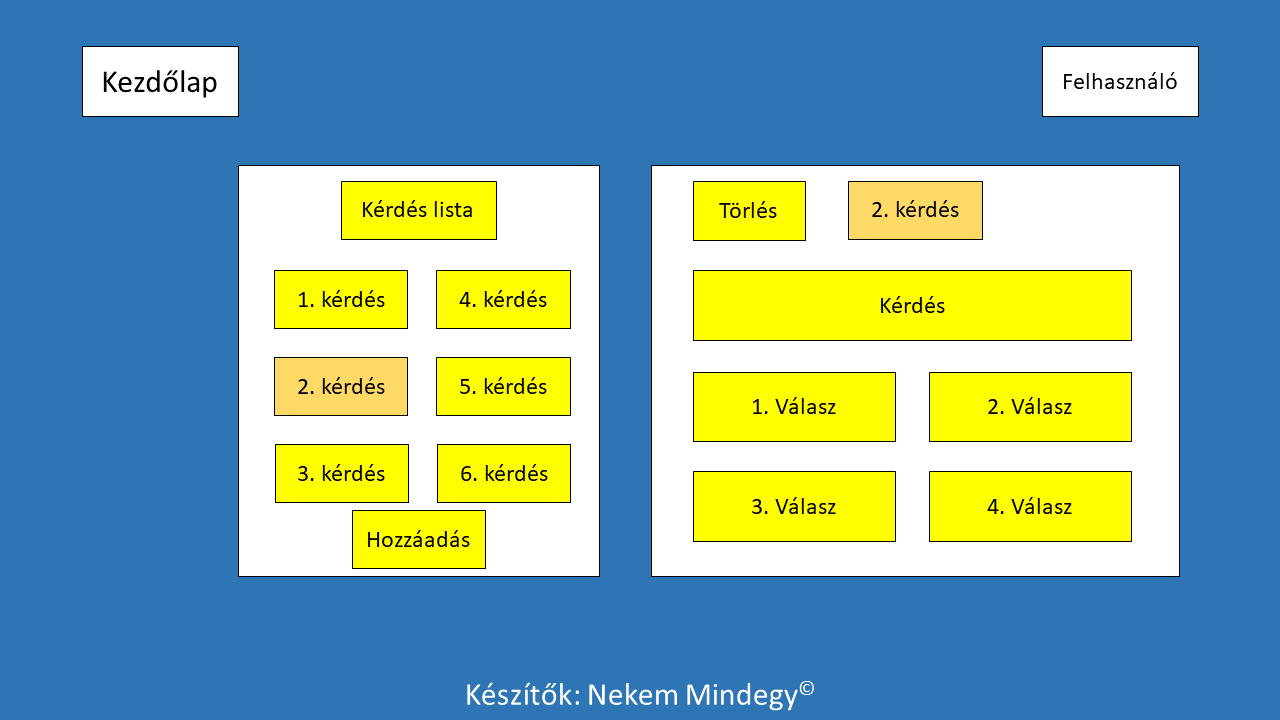 Kezdőlap
Felhasználó
Kérdés lista
1. kérdés
4. kérdés
2. kérdés
5. kérdés
3. kérdés
6. kérdés
Hozzáadás
Törlés
2. kérdés
Kérdés
1. Válasz
2. Válasz
3. Válasz
4. Válasz
Készítők: Nekem Mindegy©